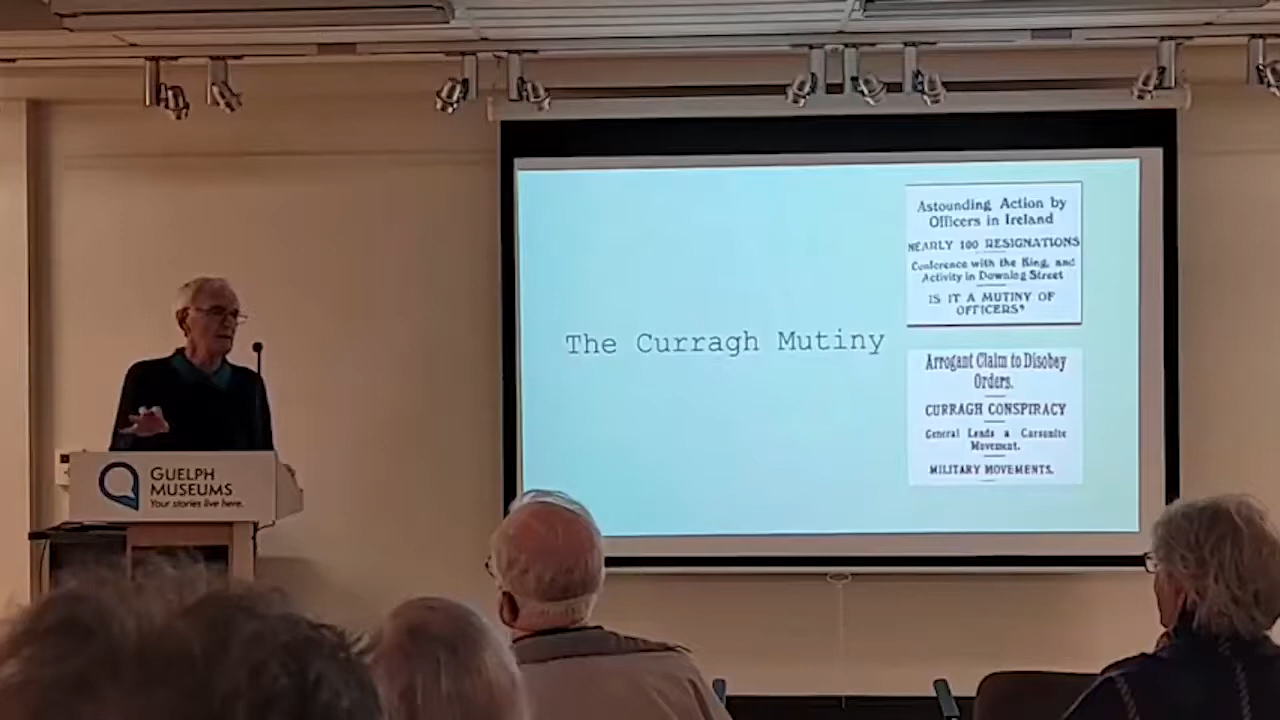 GUELPH
MUSEUMS
Your stories live here.
The Curragh Mutiny
Astounding Action by
Officers in Ireland
NEARLY 100 RESIGNATIONS
Conference with the King, and
Activity in Downing Street
IS IT A MUTINY OF
OFFICERS?
Arrogant Claim to Disobey
Orders.
CURRAGH CONSPIRACY
General Leads a Carsonite
Movement.
MILITARY MOVEMENTS.